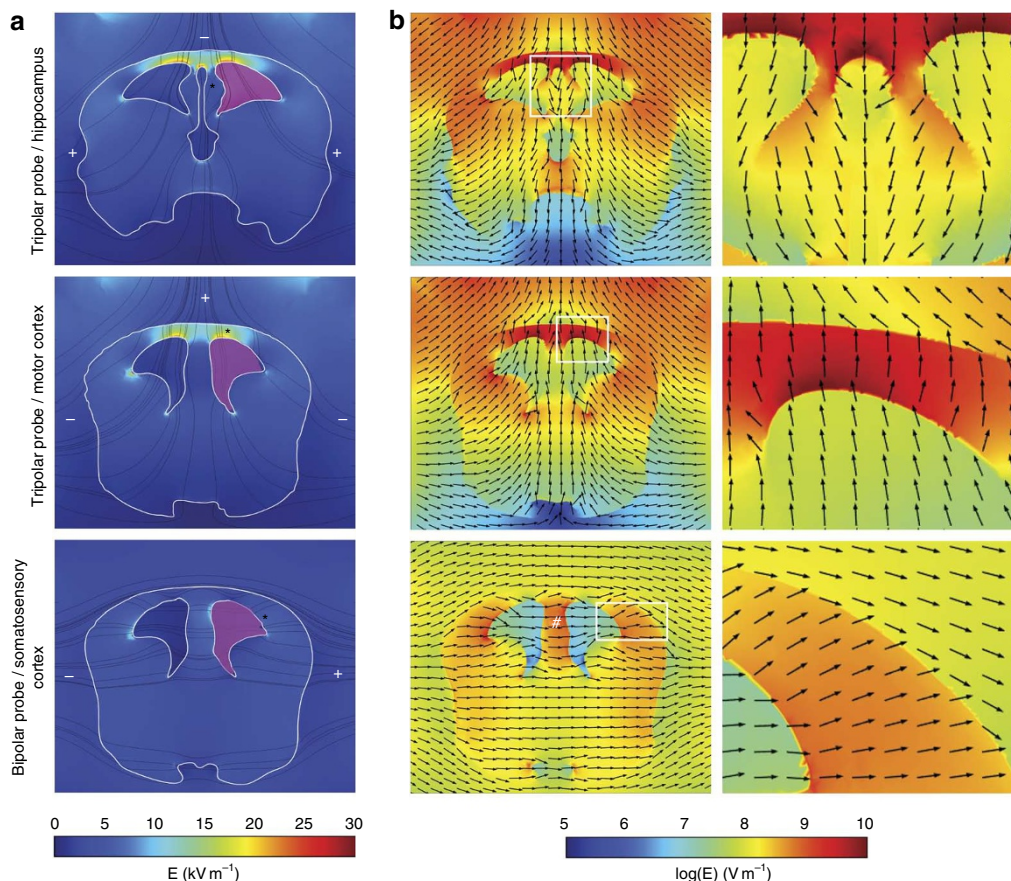 a
b
Tripolar probe / hippocampus
−
*
+
+
Tripolar probe / motor cortex
+
*
−
−
Bipolar probe / somatosensory
cortex
*
−
+
#
0 5 10 15 20 25 30
E (kV m⁻¹)
5 6 7 8 9 10
log(E) (V m⁻¹)